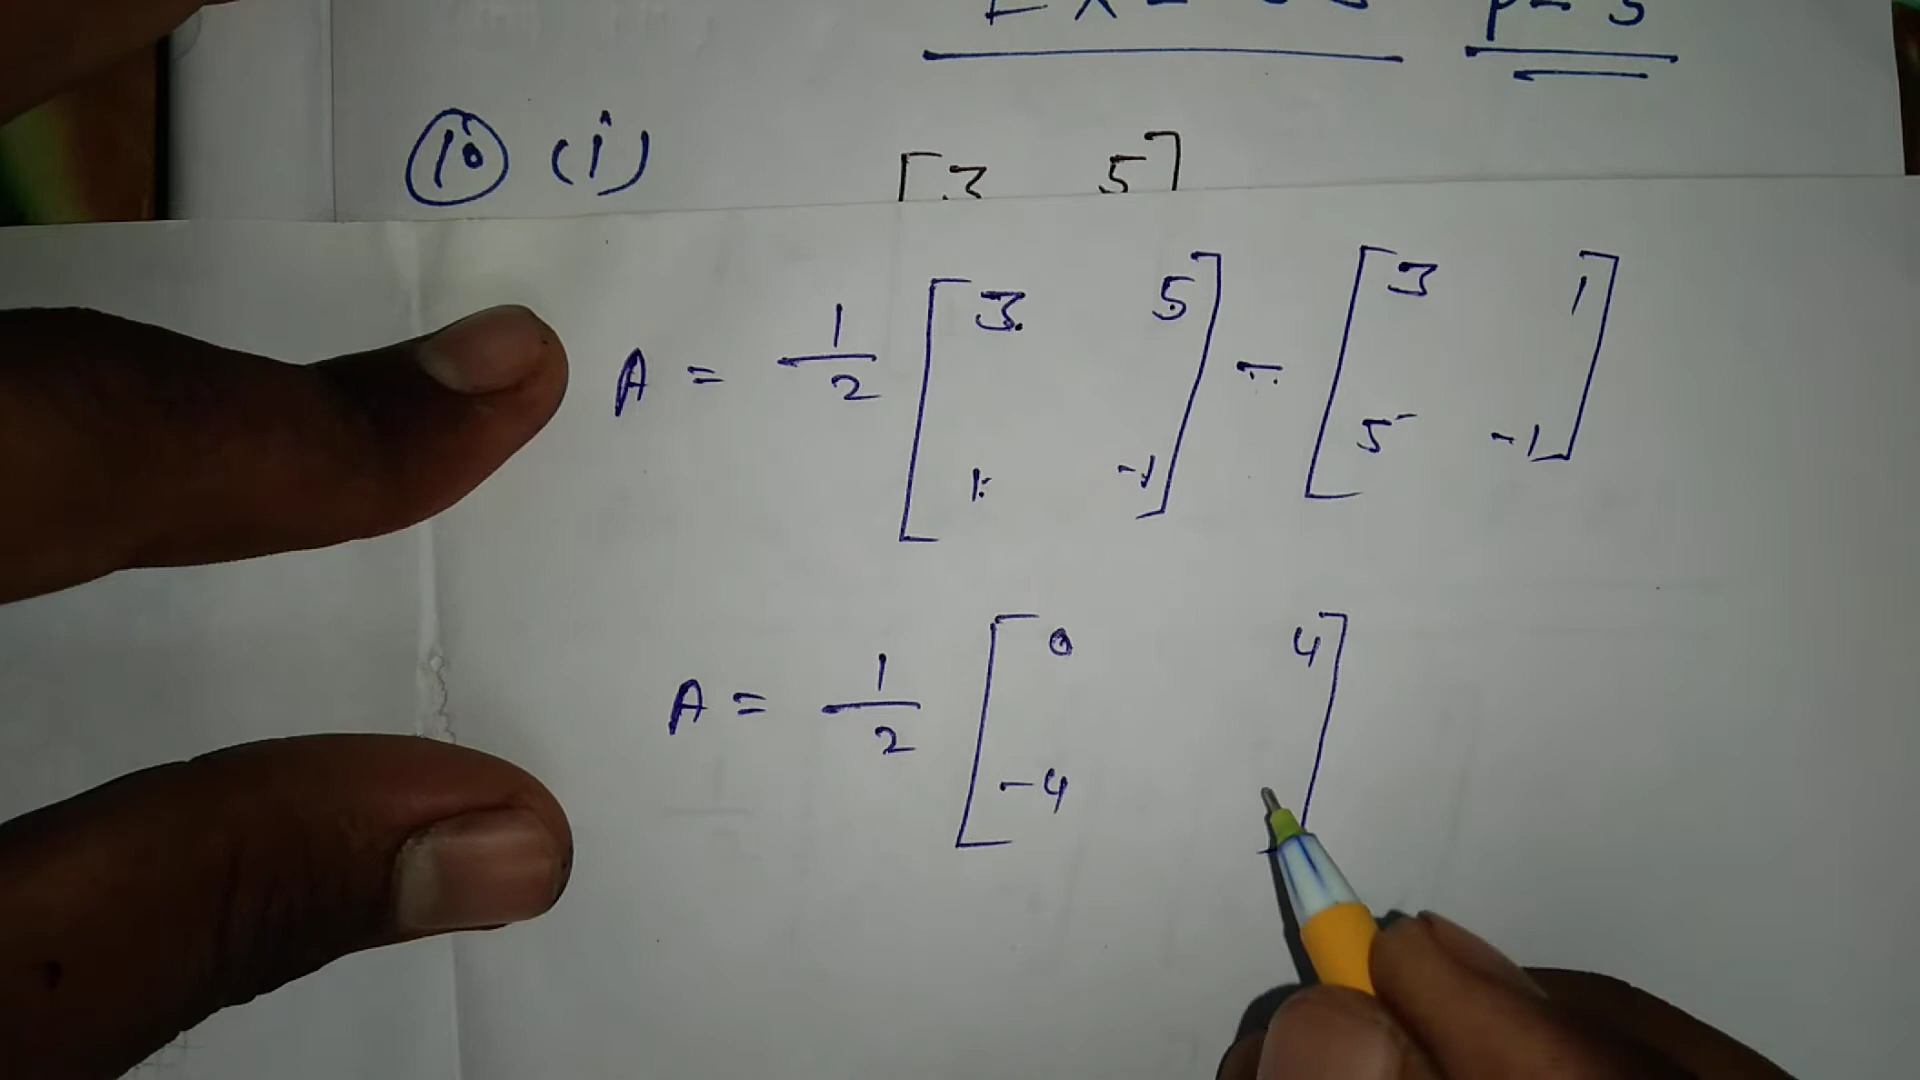 10 (i) [3 5]
A = 1/2 [3 5] - [3 1]
[1 -1] [5 -1]
A = 1/2 [0 4]
[-4 ]